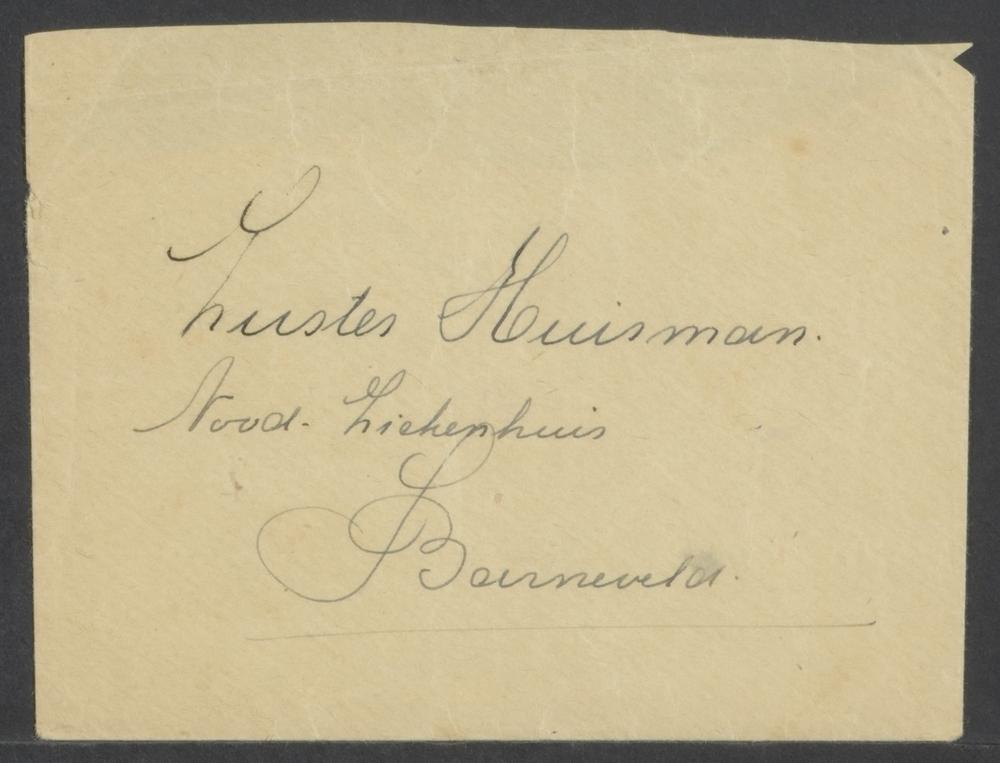 Zuster Huisman.
Nood-Ziekenhuis
Barneveld.